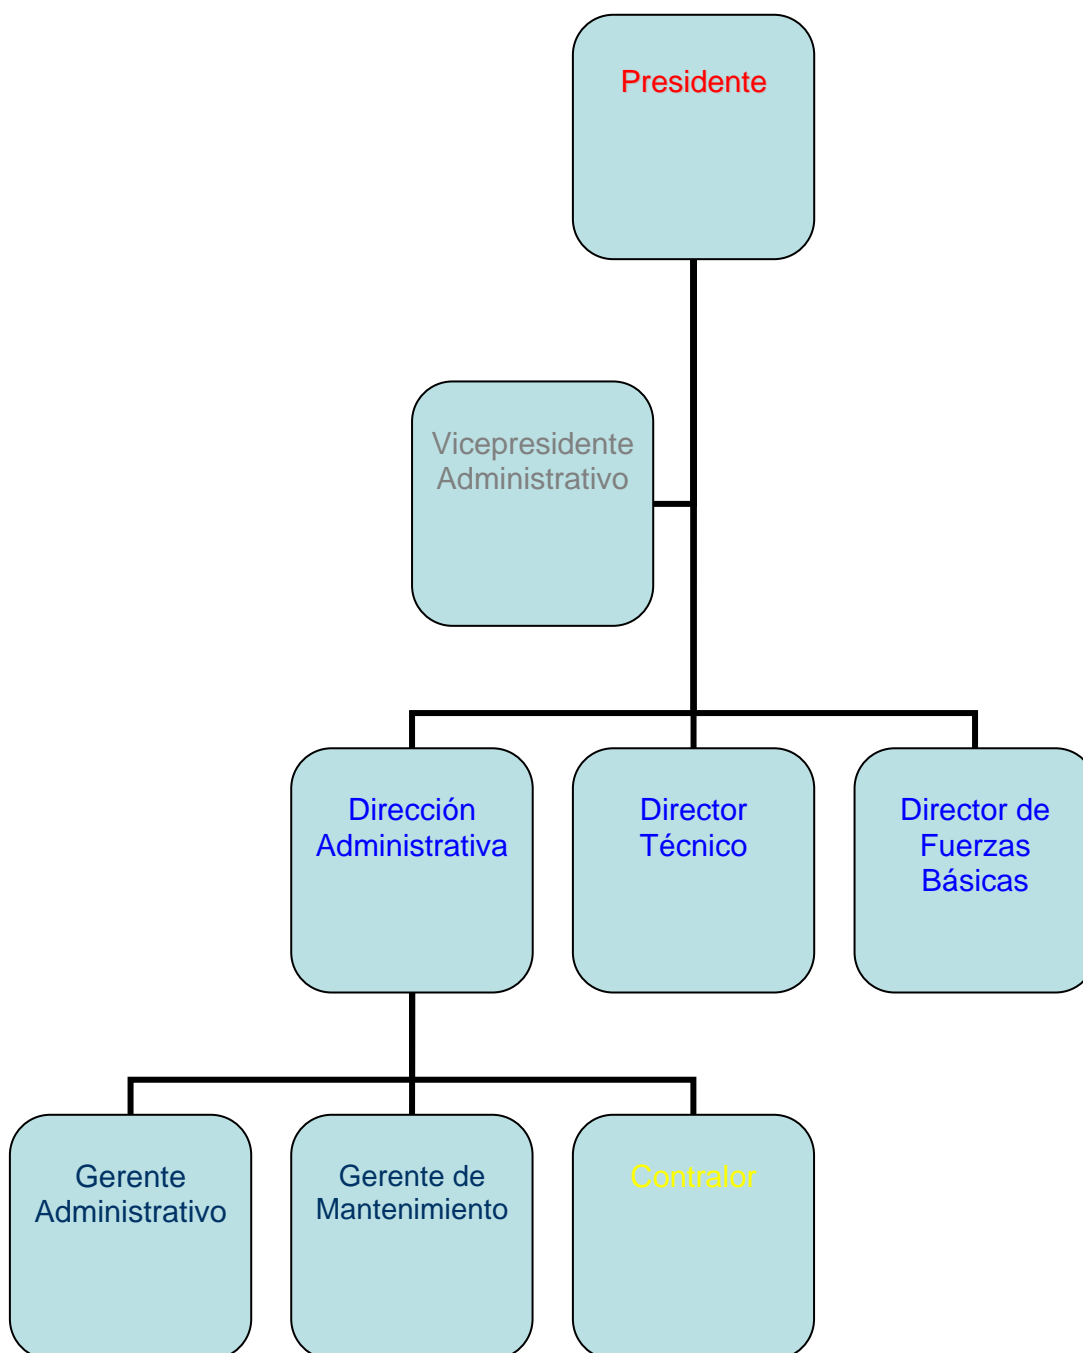 Presidente
Vicepresidente
Administrativo
Dirección
Administrativa
Director
Técnico
Director de
Fuerzas
Básicas
Gerente
Administrativo
Gerente de
Mantenimiento
Contralor